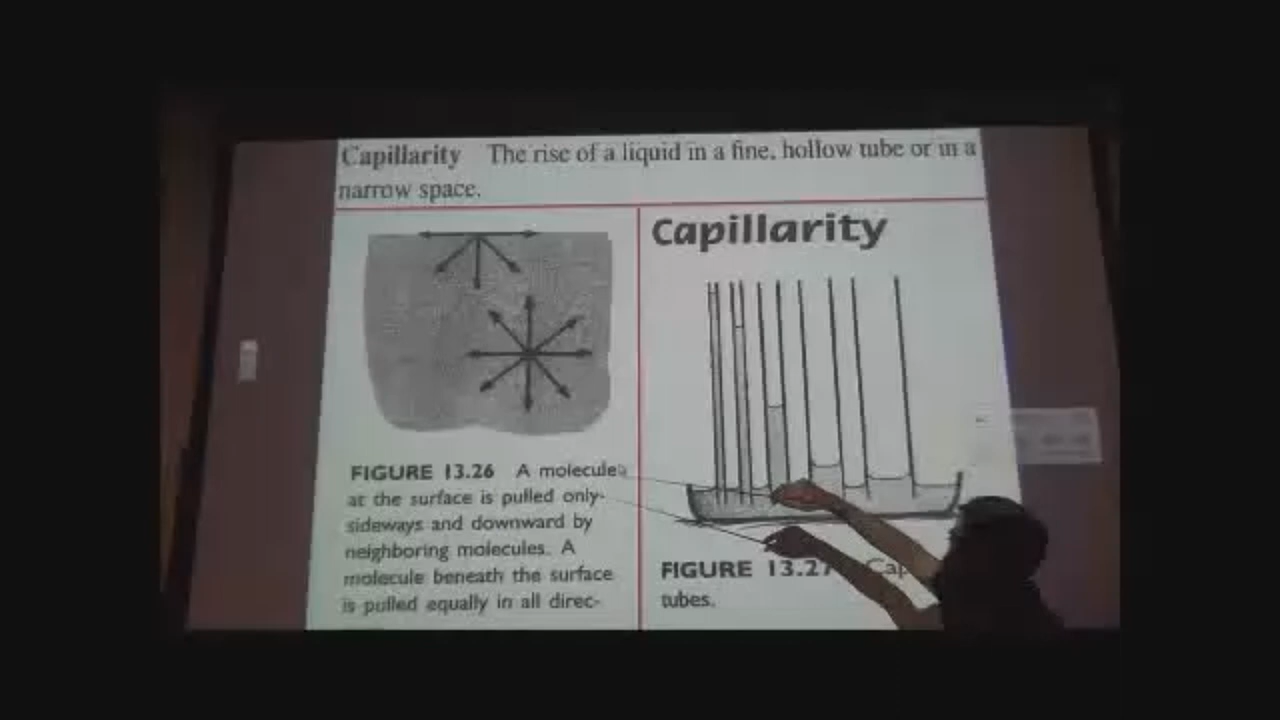 Capillarity The rise of a liquid in a fine, hollow tube or in a
narrow space.
Capillarity
FIGURE 13.26 A molecule
at the surface is pulled only
sideways and downward by
neighboring molecules. A
molecule beneath the surface
is pulled equally in all direc-
FIGURE 13.27 Cap
tubes.